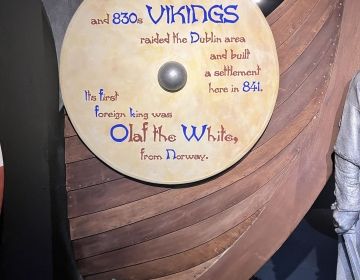 and 830s VIKINGS
raided the Dublin area
and built
a settlement
here in 841.
Its first
foreign king was
Olaf the White,
from Norway.